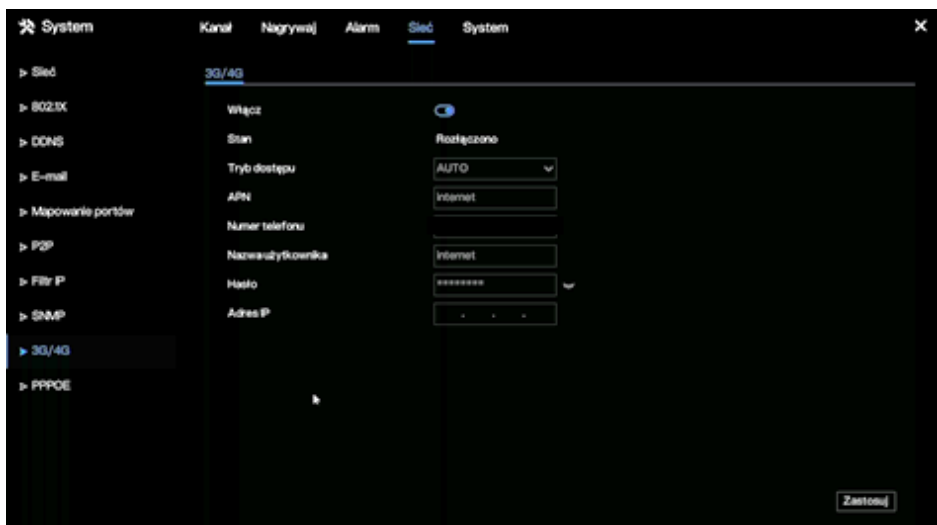 System Kanał Nagrywaj Alarm Sieć System
Sieć
3G/4G
802.1X
Włącz
DDNS
Stan Rozłączono
E-mail
Tryb dostępu AUTO
APN internet
Mapowanie portów
Numer telefonu
P2P
Nazwa użytkownika internet
Filtr IP
Hasło ********
SNMP
Adres IP . . .
3G/4G
PPPOE
Zastosuj